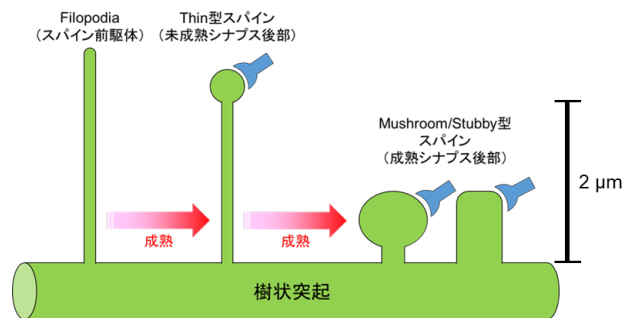 Filopodia
（スパイン前駆体）
Thin型スパイン
（未成熟シナプス後部）
Mushroom/Stubby型
スパイン
（成熟シナプス後部）
2 μm
成熟
成熟
樹状突起